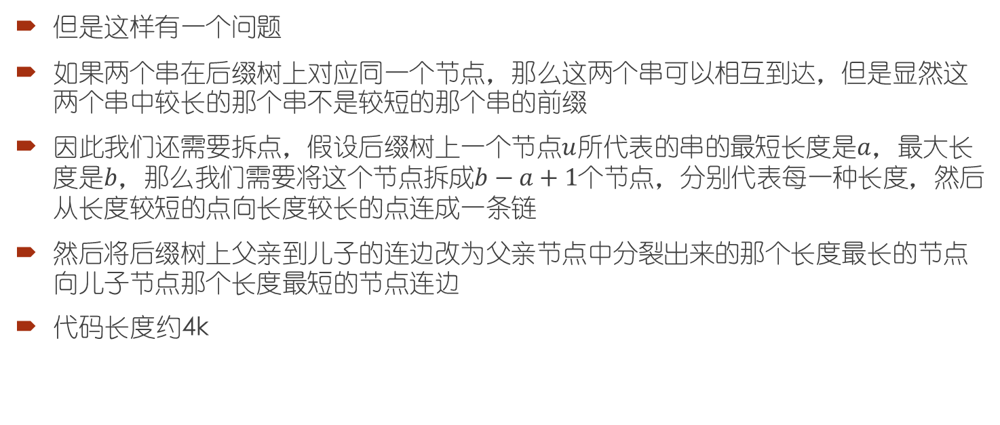 但是这样有一个问题
如果两个串在后缀树上对应同一个节点，那么这两个串可以相互到达，但是显然这
两个串中较长的那个串不是较短的那个串的前缀
因此我们还需要拆点，假设后缀树上一个节点u所代表的串的最短长度是a，最大长
度是b，那么我们需要将这个节点拆成b − a + 1个节点，分别代表每一种长度，然后
从长度较短的点向长度较长的点连成一条链
然后将后缀树上父亲到儿子的连边改为父亲节点中分裂出来的那个长度最长的节点
向儿子节点那个长度最短的节点连边
代码长度约4k